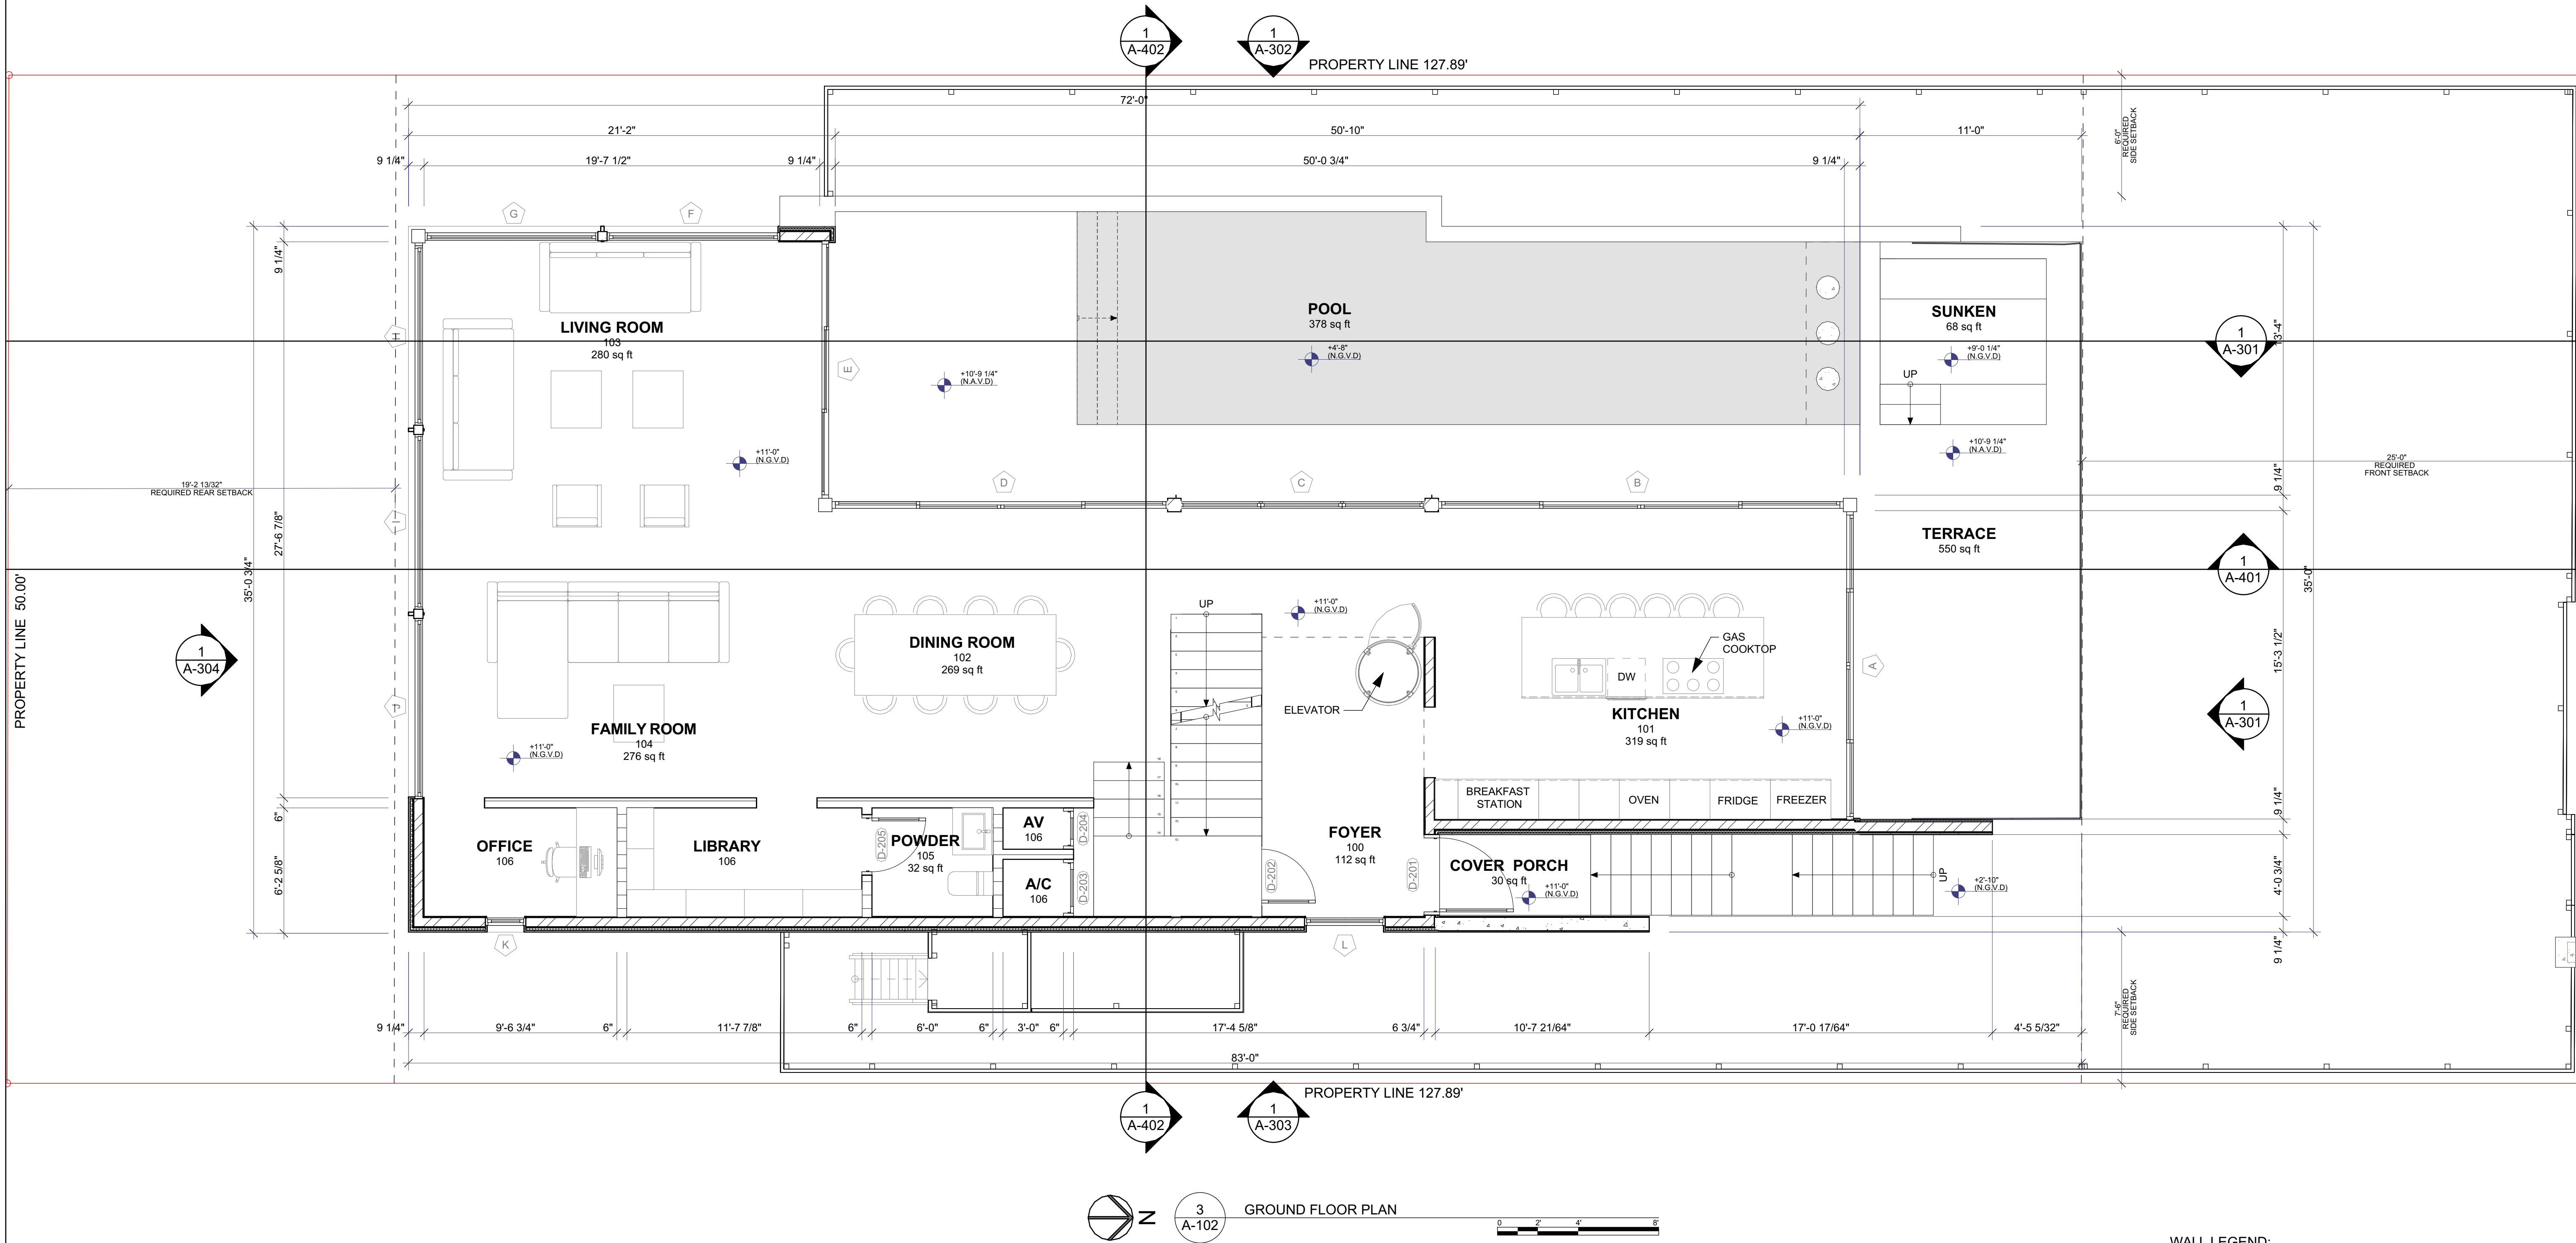 1
A-402
1
A-302
PROPERTY LINE 127.89'
72'-0"
21'-2"
50'-10"
11'-0"
6'-0"
REQUIRED
SIDE SETBACK
9 1/4"
19'-7 1/2"
9 1/4"
50'-0 3/4"
9 1/4"
G
F
9 1/4"
LIVING ROOM
103
280 sq ft
H
E
POOL
378 sq ft
+4'-8"
(N.G.V.D)
+10'-9 1/4"
(N.A.V.D)
SUNKEN
68 sq ft
+9'-0 1/4"
(N.G.V.D)
UP
1
A-301
13'-4"
+11'-0"
(N.G.V.D)
+10'-9 1/4"
(N.A.V.D)
19'-2 13/32"
REQUIRED REAR SETBACK
25'-0"
REQUIRED
FRONT SETBACK
D
C
B
9 1/4"
I
27'-6 7/8"
35'-0 3/4"
TERRACE
550 sq ft
1
A-401
35'-0"
PROPERTY LINE 50.00'
UP
+11'-0"
(N.G.V.D)
DINING ROOM
102
269 sq ft
GAS
COOKTOP
DW
1
A-304
A
15'-3 1/2"
ELEVATOR
J
FAMILY ROOM
104
276 sq ft
+11'-0"
(N.G.V.D)
KITCHEN
101
319 sq ft
+11'-0"
(N.G.V.D)
1
A-301
BREAKFAST
STATION
OVEN
FRIDGE
FREEZER
9 1/4"
6"
OFFICE
106
LIBRARY
106
D-205
POWDER
105
32 sq ft
AV
106
D-204
A/C
106
D-203
FOYER
100
112 sq ft
D-202
D-201
COVER PORCH
30 sq ft
+11'-0"
(N.G.V.D)
UP
+2'-10"
(N.G.V.D)
6'-2 5/8"
4'-0 3/4"
9 1/4"
K
L
7'-6"
REQUIRED
SIDE SETBACK
9 1/4"
9'-6 3/4"
6"
11'-7 7/8"
6"
6'-0"
6"
3'-0"
6"
17'-4 5/8"
6 3/4"
10'-7 21/64"
17'-0 17/64"
4'-5 5/32"
83'-0"
PROPERTY LINE 127.89'
1
A-402
1
A-303
N
3
A-102
GROUND FLOOR PLAN
0 2' 4' 8'
WALL LEGEND: